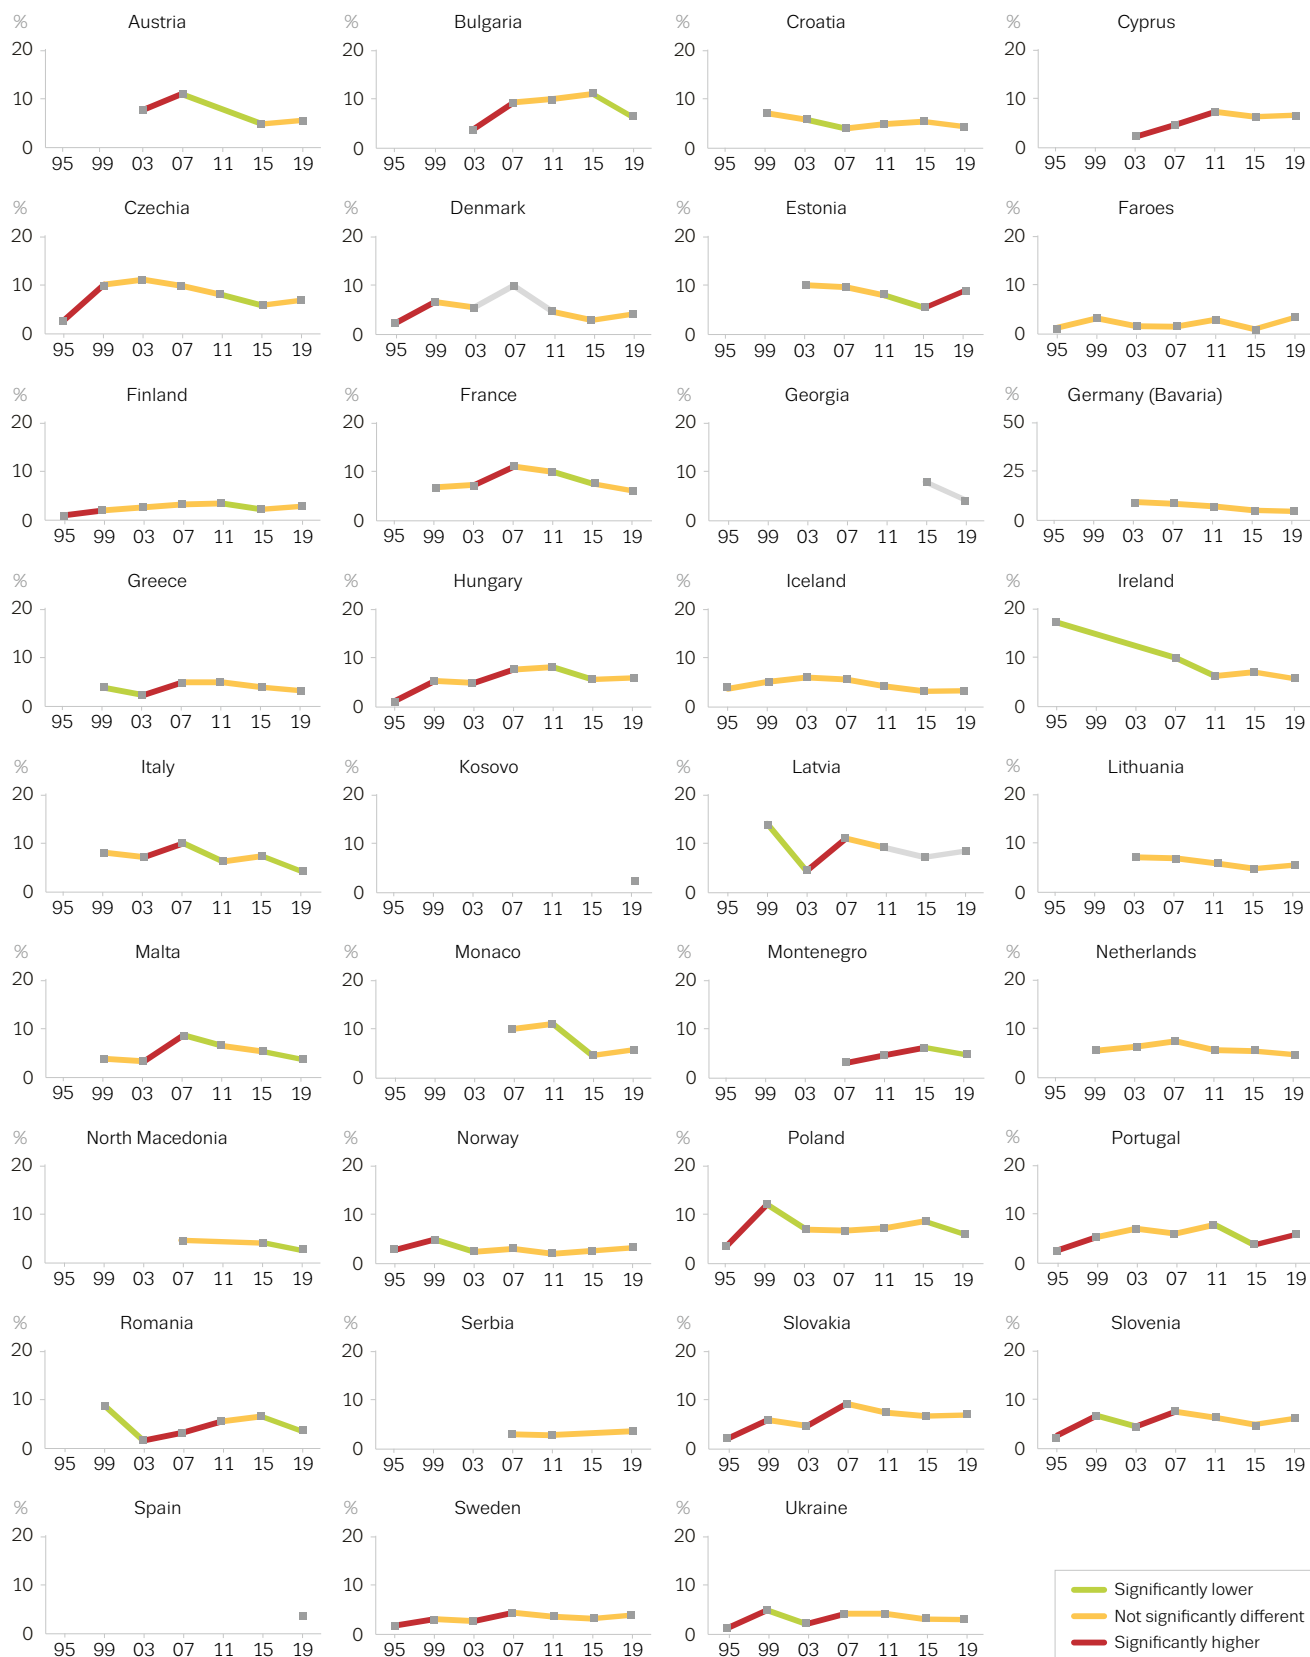 % Austria % Bulgaria % Croatia % Cyprus
20 20 20 20
10 10 10 10
0 0 0 0
95 99 03 07 11 15 19 95 99 03 07 11 15 19 95 99 03 07 11 15 19 95 99 03 07 11 15 19
% Czechia % Denmark % Estonia % Faroes
20 20 20 20
10 10 10 10
0 0 0 0
95 99 03 07 11 15 19 95 99 03 07 11 15 19 95 99 03 07 11 15 19 95 99 03 07 11 15 19
% Finland % France % Georgia % Germany (Bavaria)
20 20 20 50
10 10 10 25
0 0 0 0
95 99 03 07 11 15 19 95 99 03 07 11 15 19 95 99 03 07 11 15 19 95 99 03 07 11 15 19
% Greece % Hungary % Iceland % Ireland
20 20 20 20
10 10 10 10
0 0 0 0
95 99 03 07 11 15 19 95 99 03 07 11 15 19 95 99 03 07 11 15 19 95 99 03 07 11 15 19
% Italy % Kosovo % Latvia % Lithuania
20 20 20 20
10 10 10 10
0 0 0 0
95 99 03 07 11 15 19 95 99 03 07 11 15 19 95 99 03 07 11 15 19 95 99 03 07 11 15 19
% Malta % Monaco % Montenegro % Netherlands
20 20 20 20
10 10 10 10
0 0 0 0
95 99 03 07 11 15 19 95 99 03 07 11 15 19 95 99 03 07 11 15 19 95 99 03 07 11 15 19
% North Macedonia % Norway % Poland % Portugal
20 20 20 20
10 10 10 10
0 0 0 0
95 99 03 07 11 15 19 95 99 03 07 11 15 19 95 99 03 07 11 15 19 95 99 03 07 11 15 19
% Romania % Serbia % Slovakia % Slovenia
20 20 20 20
10 10 10 10
0 0 0 0
95 99 03 07 11 15 19 95 99 03 07 11 15 19 95 99 03 07 11 15 19 95 99 03 07 11 15 19
% Spain % Sweden % Ukraine
20 20 20
10 10 10
0 0 0
95 99 03 07 11 15 19 95 99 03 07 11 15 19 95 99 03 07 11 15 19
Significantly lower
Not significantly different
Significantly higher